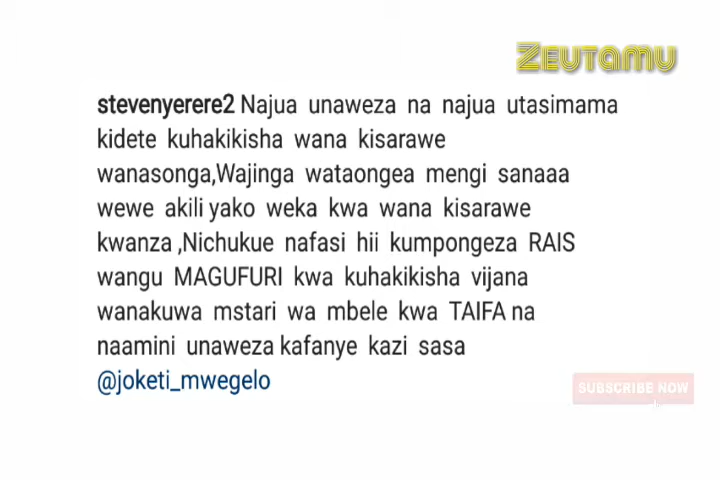 ZEUTAMU
stevenyerere2 Najua unaweza na najua utasimama
kidete kuhakikisha wana kisarawe
wanasonga,Wajinga wataongea mengi sanaaa
wewe akili yako weka kwa wana kisarawe
kwanza ,Nichukue nafasi hii kumpongeza RAIS
wangu MAGUFURI kwa kuhakikisha vijana
wanakuwa mstari wa mbele kwa TAIFA na
naamini unaweza kafanye kazi sasa
@joketi_mwegelo
SUBSCRIBE NOW